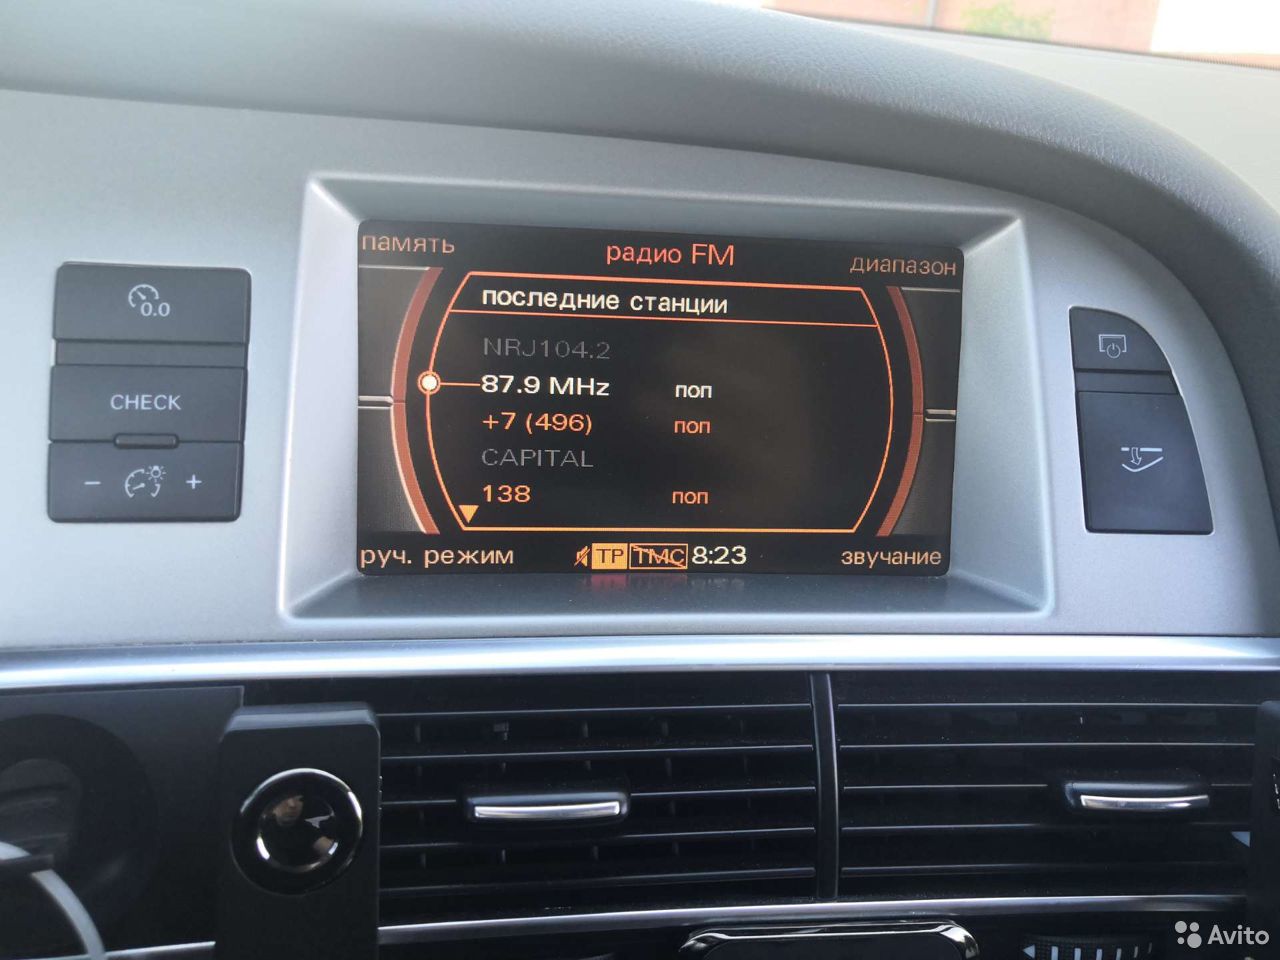 память
радио FM
диапазон
последние станции
NRJ104.2
87.9 MHz поп
+7 (496) поп
CAPITAL
138 поп
руч. режим
TP TMC 8:23
звучание
0.0
CHECK
− +
Avito